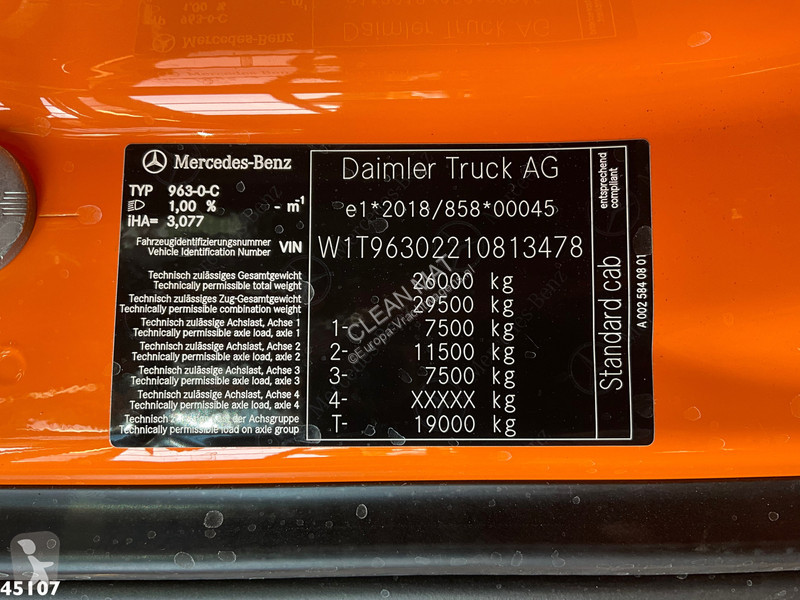 Mercedes-Benz
TYP 963-0-C
1,00 % - m⁻¹
iHA= 3,077
Fahrzeugidentifizierungsnummer
Vehicle Identification Number VIN
Technisch zulässiges Gesamtgewicht
Technically permissible total weight
Technisch zulässiges Zug-Gesamtgewicht
Technically permissible combination weight
Technisch zulässige Achslast, Achse 1
Technically permissible axle load, axle 1
Technisch zulässige Achslast, Achse 2
Technically permissible axle load, axle 2
Technisch zulässige Achslast, Achse 3
Technically permissible axle load, axle 3
Technisch zulässige Achslast, Achse 4
Technically permissible axle load, axle 4
Technisch der Achsgruppe
Technically permissible load on axle group
Daimler Truck AG
e1*2018/858*00045
W1T96302210813478
26000 kg
29500 kg
1- 7500 kg
2- 11500 kg
3- 7500 kg
4- XXXXX kg
T- 19000 kg
entsprechend
compliant
Standard cab
A 002 584 08 01
CLEAN MAT
45107